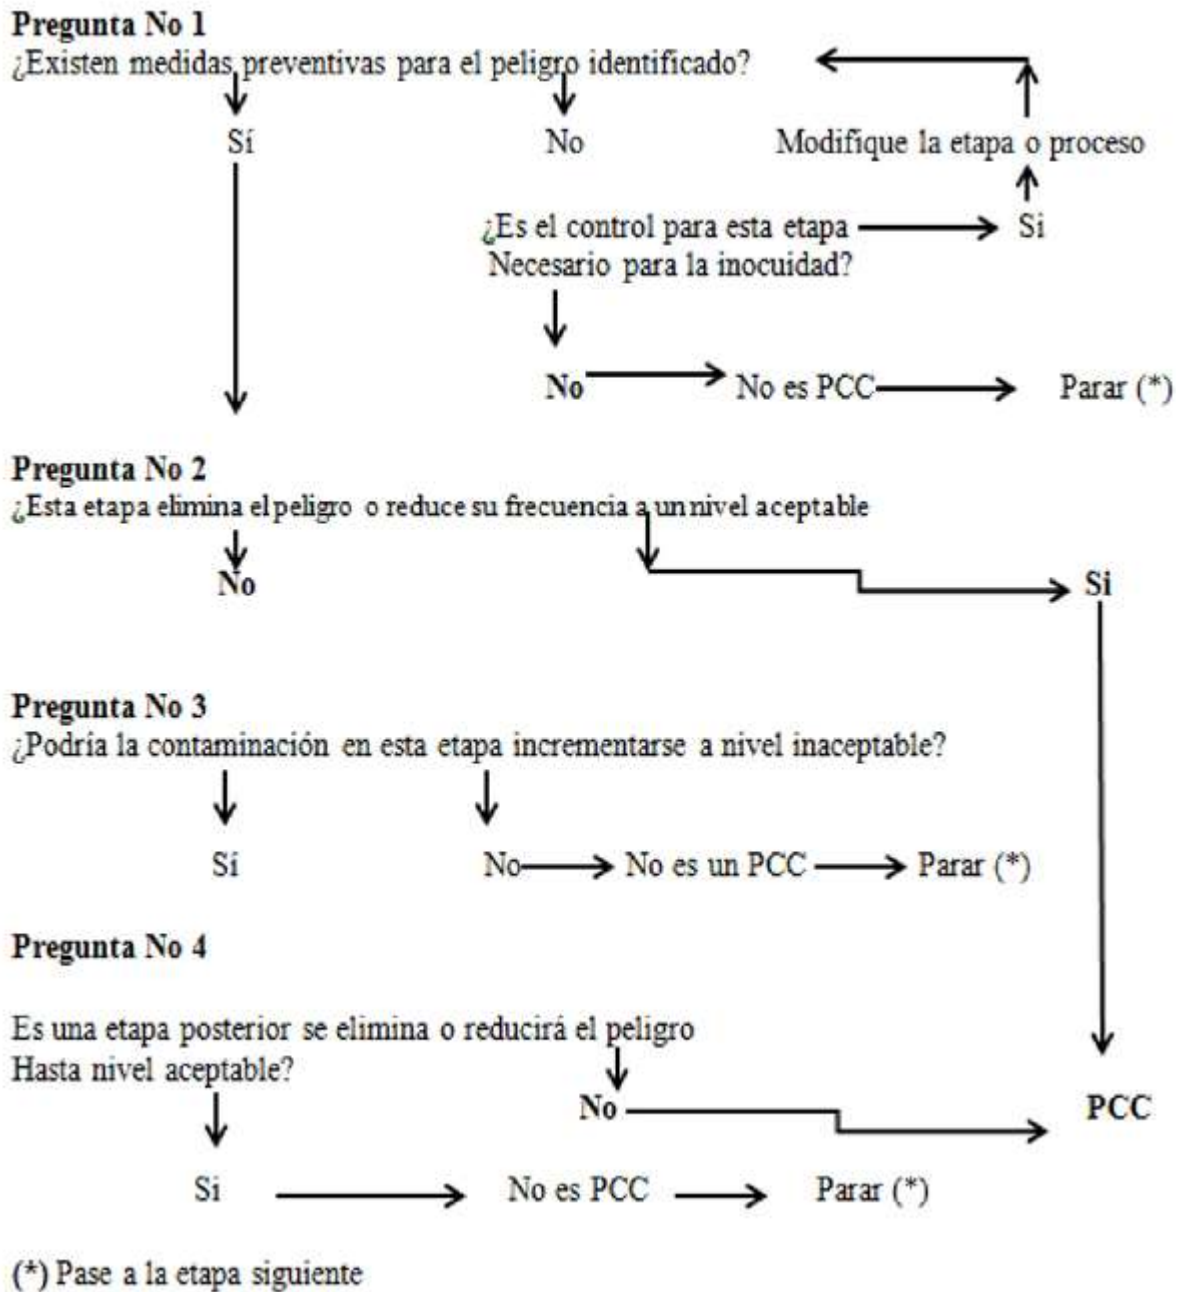 Pregunta No 1
¿Existen medidas preventivas para el peligro identificado?
Sí No Modifique la etapa o proceso
¿Es el control para esta etapa Si
Necesario para la inocuidad?
No No es PCC Parar (*)
Pregunta No 2
¿Esta etapa elimina el peligro o reduce su frecuencia a un nivel aceptable
No Si
Pregunta No 3
¿Podría la contaminación en esta etapa incrementarse a nivel inaceptable?
Sí No No es un PCC Parar (*)
Pregunta No 4
Es una etapa posterior se elimina o reducirá el peligro
Hasta nivel aceptable?
No PCC
Si No es PCC Parar (*)
(*) Pase a la etapa siguiente